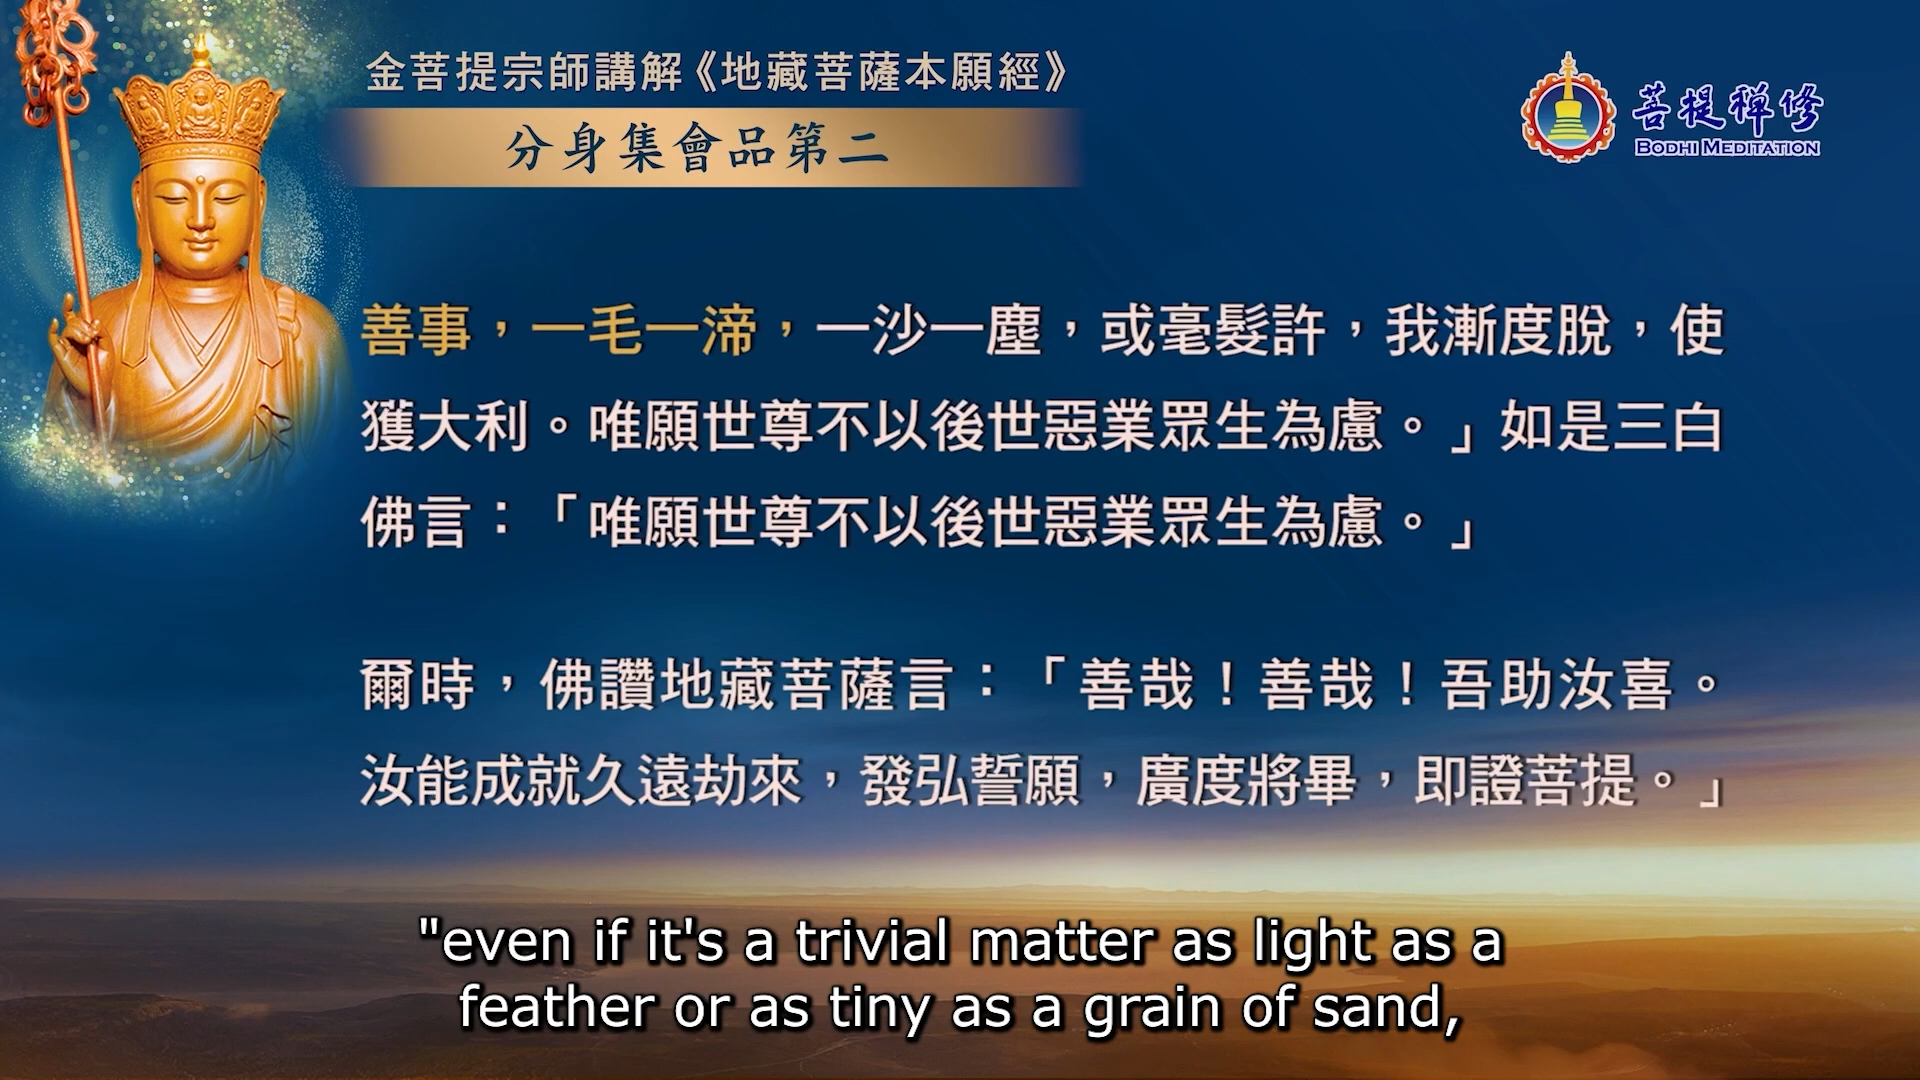 金菩提宗師講解《地藏菩薩本願經》
分身集會品第二
菩提禪修
BODHI MEDITATION
善事，一毛一渧，一沙一塵，或毫髮許，我漸度脫，使
獲大利。唯願世尊不以後世惡業眾生為慮。」如是三白
佛言：「唯願世尊不以後世惡業眾生為慮。」
爾時，佛讚地藏菩薩言：「善哉！善哉！吾助汝喜。
汝能成就久遠劫來，發弘誓願，廣度將畢，即證菩提。」
"even if it's a trivial matter as light as a
feather or as tiny as a grain of sand,